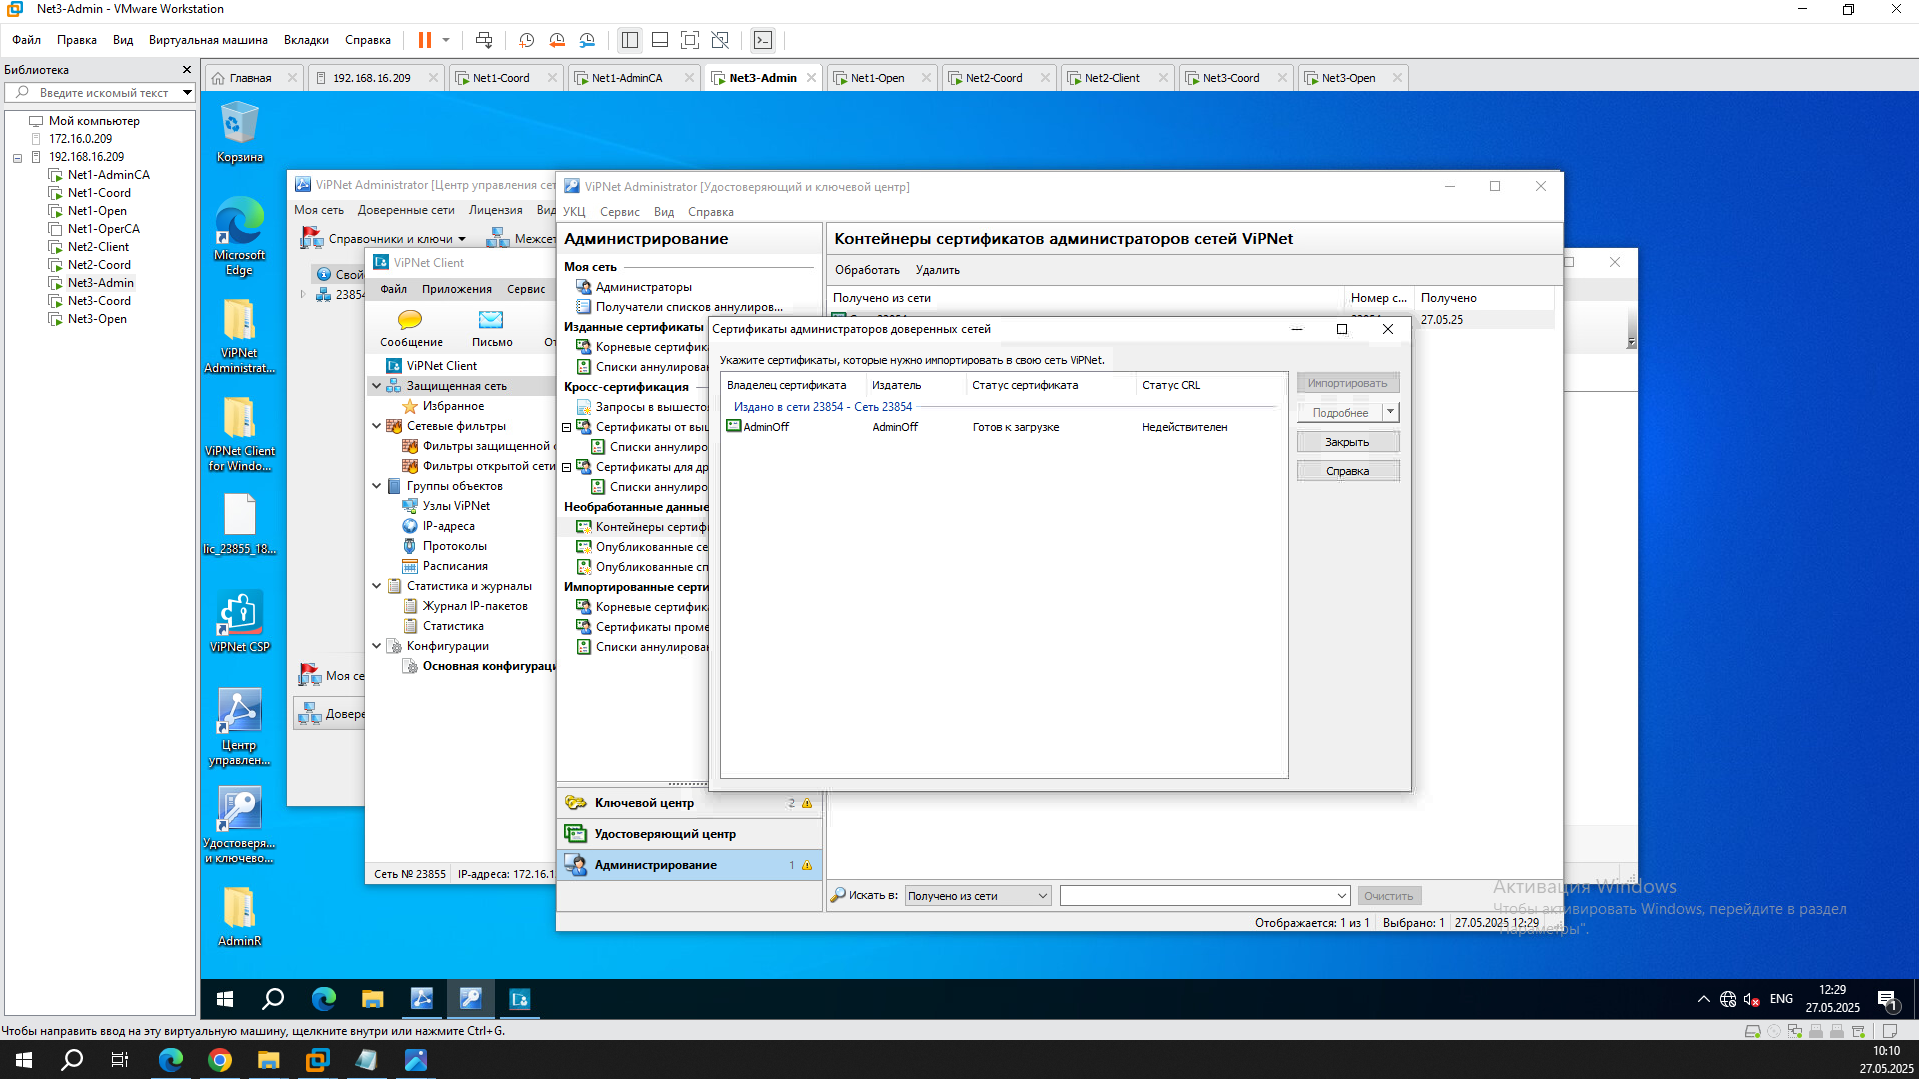 Net3-Admin - VMware Workstation
Файл Правка Вид Виртуальная машина Вкладки Справка
Библиотека
Введите искомый текст
Мой компьютер
172.16.0.209
192.168.16.209
Net1-AdminCA
Net1-Coord
Net1-Open
Net1-OperCA
Net2-Client
Net2-Coord
Net3-Admin
Net3-Coord
Net3-Open
Главная 192.168.16.209 Net1-Coord Net1-AdminCA Net3-Admin Net1-Open Net2-Coord Net2-Client Net3-Coord Net3-Open
Корзина
Microsoft Edge
ViPNet Administrat...
ViPNet Client for Windo...
lic_23855_18...
ViPNet CSP
Центр управлен...
Удостоверя... и ключево...
AdminR
ViPNet Administrator [Центр управления сет
Моя сеть Доверенные сети Лицензия Вид
Справочники и ключи Межсет
Свой
23854
Моя се
Довере
ViPNet Client
Файл Приложения Сервис
Сообщение Письмо От
ViPNet Client
Защищенная сеть
Избранное
Сетевые фильтры
Фильтры защищенной с
Фильтры открытой сети
Группы объектов
Узлы ViPNet
IP-адреса
Протоколы
Расписания
Статистика и журналы
Журнал IP-пакетов
Статистика
Конфигурации
Основная конфигураци
Сеть № 23855 IP-адреса: 172.16.1
ViPNet Administrator [Удостоверяющий и ключевой центр]
УКЦ Сервис Вид Справка
Администрирование
Моя сеть
Администраторы
Получатели списков аннулиров...
Изданные сертификаты
Корневые сертифик
Списки аннулирован
Кросс-сертификация
Запросы в вышесто
Сертификаты от выш
Списки аннулиро
Сертификаты для др
Списки аннулиро
Необработанные данные
Контейнеры сертифи
Опубликованные се
Опубликованные сп
Импортированные серти
Корневые сертифика
Сертификаты проме
Списки аннулирован
Ключевой центр 2
Удостоверяющий центр
Администрирование 1
Контейнеры сертификатов администраторов сетей ViPNet
Обработать Удалить
Получено из сети Номер с... Получено
27.05.25
Сертификаты администраторов доверенных сетей
Укажите сертификаты, которые нужно импортировать в свою сеть ViPNet.
Владелец сертификата Издатель Статус сертификата Статус CRL
Издано в сети 23854 - Сеть 23854
AdminOff AdminOff Готов к загрузке Недействителен
Импортировать
Подробнее
Закрыть
Справка
Искать в: Получено из сети Очистить
Отображается: 1 из 1 Выбрано: 1 27.05.2025 12:29
Активация Windows
Чтобы активировать Windows, перейдите в раздел
"Параметры".
ENG 12:29
27.05.2025
1
Чтобы направить ввод на эту виртуальную машину, щелкните внутри или нажмите Ctrl+G.
10:10
27.05.2025